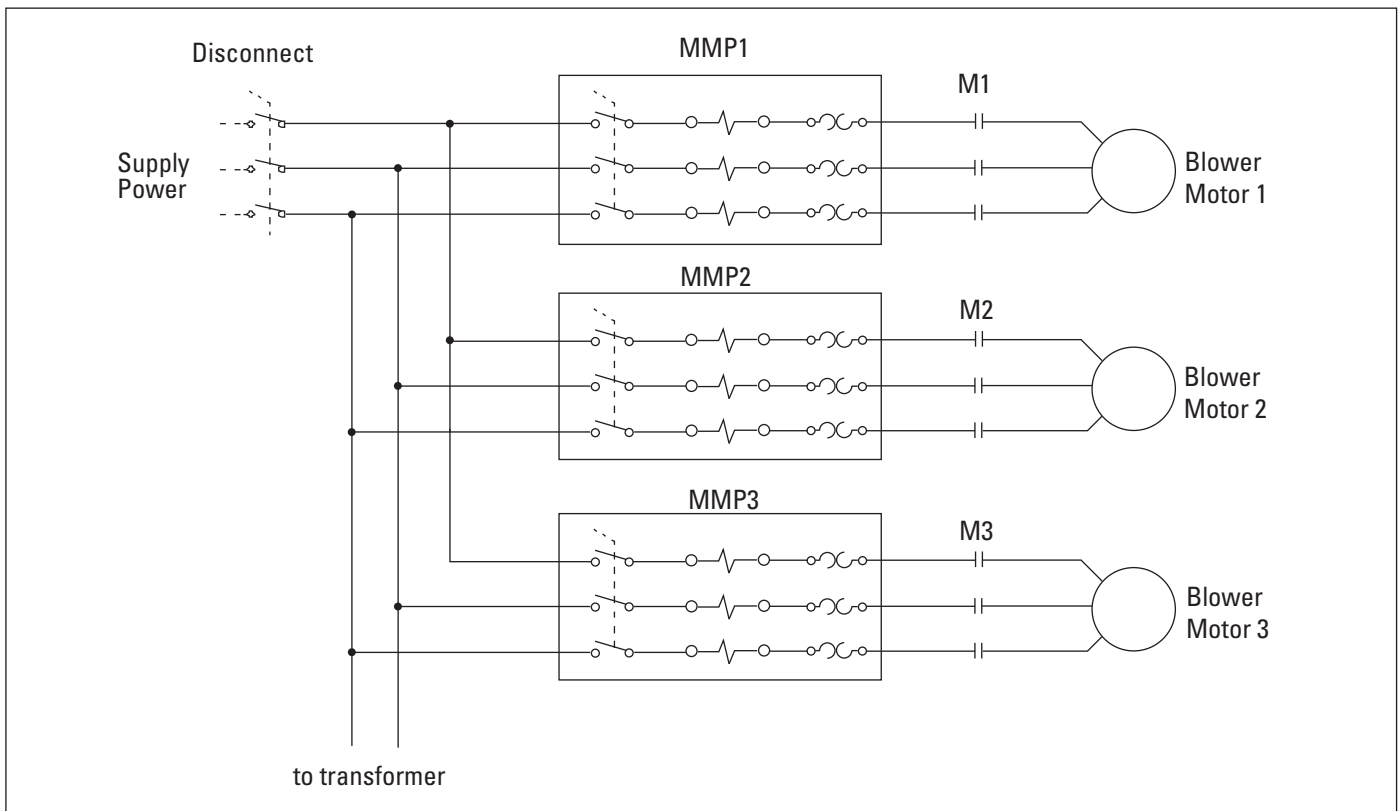 Disconnect
MMP1
M1
Supply
Power
Blower
Motor 1
MMP2
M2
Blower
Motor 2
MMP3
M3
Blower
Motor 3
to transformer